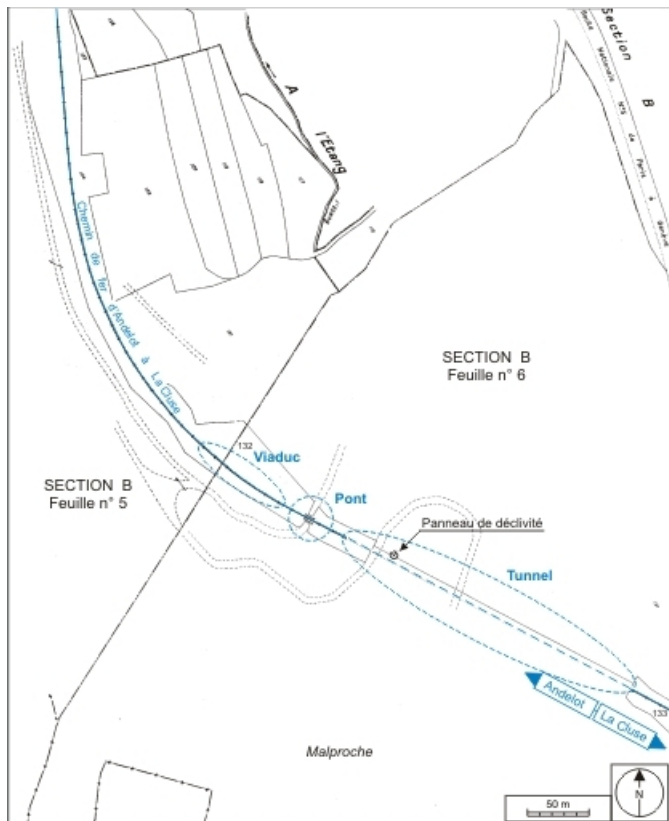 Section
B
Route Nationale N°5 de Paris à Genève
A
l'Etang
Chemin de fer d'Andelot à La Cluse
SECTION B
Feuille n° 6
132
Viaduc
SECTION B
Feuille n° 5
Pont
Panneau de déclivité
Tunnel
Andelot
La Cluse
133
Malproche
50 m
N